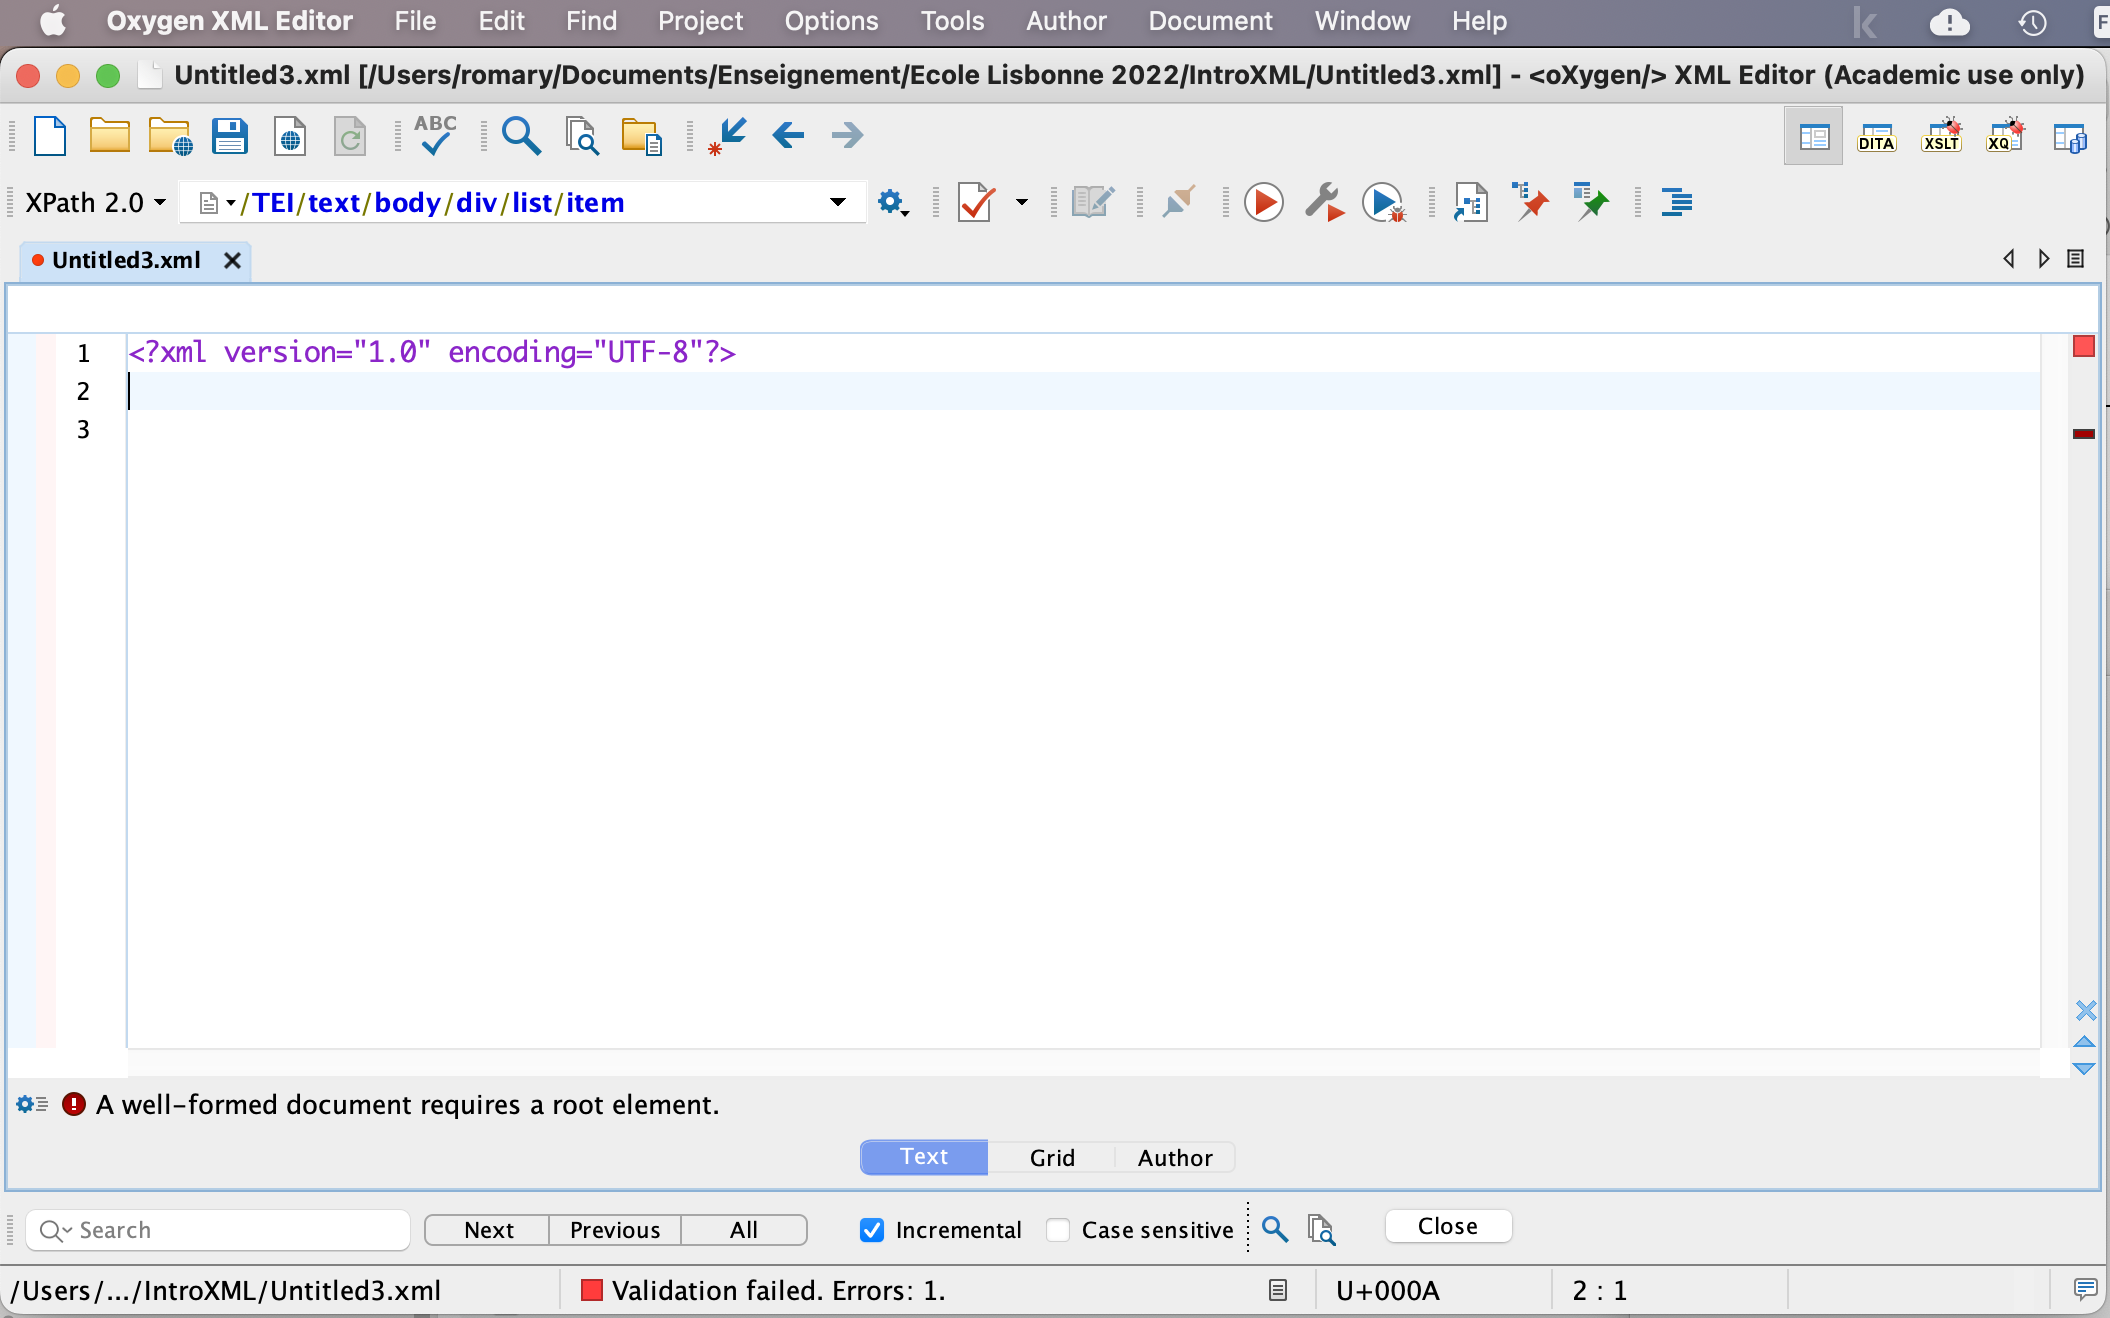 Oxygen XML Editor File Edit Find Project Options Tools Author Document Window Help
Untitled3.xml [/Users/romary/Documents/Enseignement/Ecole Lisbonne 2022/IntroXML/Untitled3.xml] - <oXygen/> XML Editor (Academic use only)
ABC DITA XSLT XQ
XPath 2.0 /TEI/text/body/div/list/item
Untitled3.xml
1 <?xml version="1.0" encoding="UTF-8"?>
2
3
A well-formed document requires a root element.
Text Grid Author
Search Next Previous All Incremental Case sensitive Close
/Users/.../IntroXML/Untitled3.xml Validation failed. Errors: 1. U+000A 2 : 1